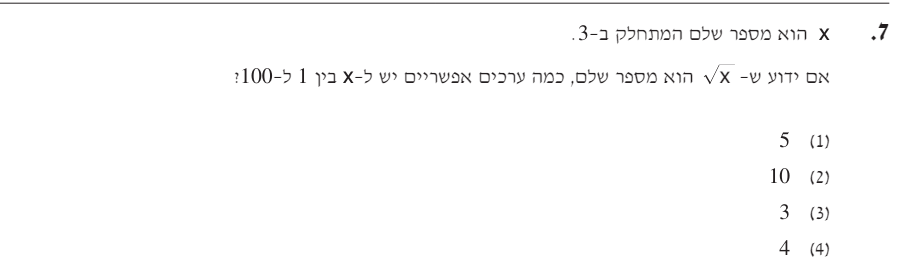 7. x הוא מספר שלם המתחלק ב-3.
אם ידוע ש- √x הוא מספר שלם, כמה ערכים אפשריים יש ל-x בין 1 ל-100?
(1) 5
(2) 10
(3) 3
(4) 4